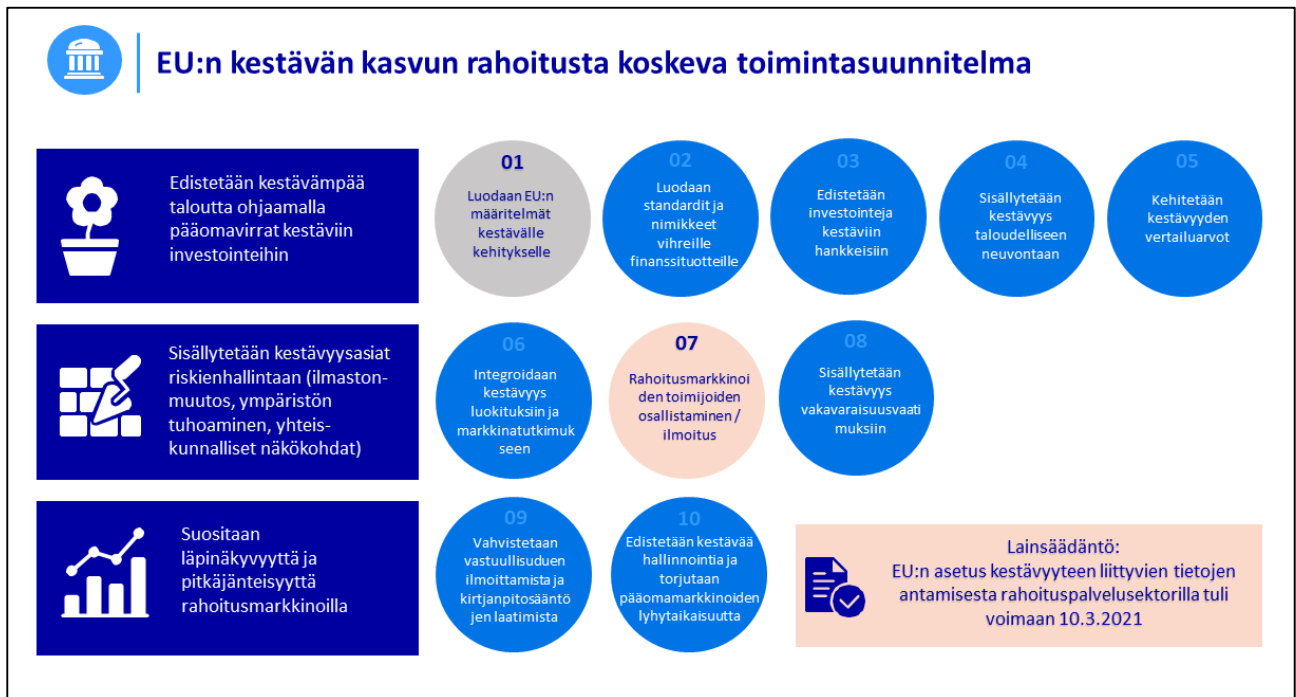 EU:n kestävän kasvun rahoitusta koskeva toimintasuunnitelma
Edistetään kestävämpää
taloutta ohjaamalla
pääomavirrat kestäviin
investointeihin
01
Luodaan EU:n
määritelmät
kestävälle
kehitykselle
02
Luodaan
standardit ja
nimikkeet
vihreille
finanssituotteille
03
Edistetään
investointeja
kestäviin
hankkeisiin
04
Sisällytetään
kestävyys
taloudelliseen
neuvontaan
05
Kehitetään
kestävyyden
vertailuarvot
Sisällytetään kestävyysasiat
riskienhallintaan (ilmaston-
muutos, ympäristön
tuhoaminen, yhteis-
kunnalliset näkökohdat)
06
Integroidaan
kestävyys
luokituksiin ja
markkinatutkimuk
seen
07
Rahoitusmarkkinoi
den toimijoiden
osallistaminen /
ilmoitus
08
Sisällytetään
kestävyys
vakavaraisuusvaati
muksiin
Suositaan
läpinäkyvyyttä ja
pitkäjänteisyyttä
rahoitusmarkkinoilla
09
Vahvistetaan
vastuullisuduen
ilmoittamista ja
kirtjanpitosääntö
jen laatimista
10
Edistetään kestävää
hallinnointia ja
torjutaan
pääomamarkkinoiden
lyhytaikaisuutta
Lainsäädäntö:
EU:n asetus kestävyyteen liittyvien tietojen
antamisesta rahoituspalvelusektorilla tuli
voimaan 10.3.2021